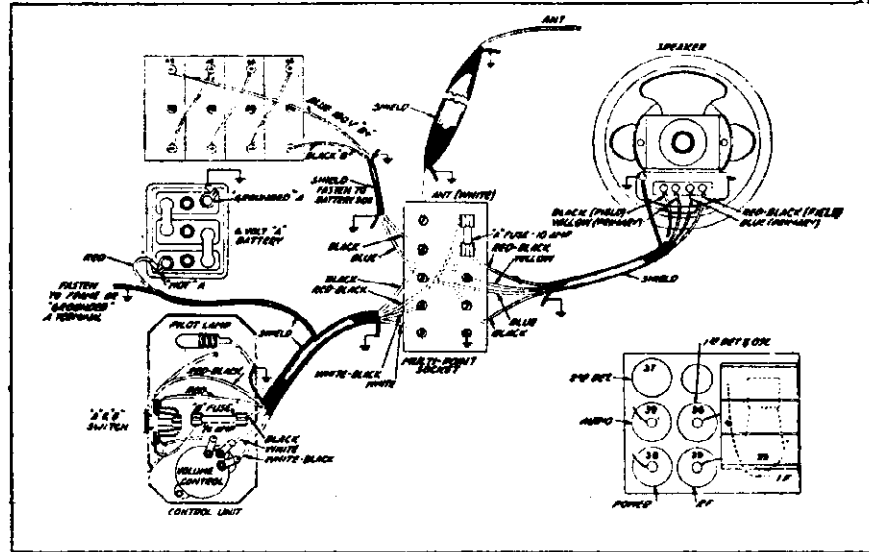 ANT
SPEAKER
SHIELD
BLACK "B"
SHIELD
FASTEN TO
BATTERY BOX
ANT (WHITE)
"GROUNDED" A
6 VOLT "A"
BATTERY
RED
HOT "A"
FASTEN
TO FRAME OR
"GROUNDED"
A TERMINAL
BLACK
BLUE
"A" FUSE - 10 AMP
RED-BLACK
YELLOW
BLACK (FIELD)
YELLOW (PRIMARY)
RED-BLACK (FIELD)
BLUE (PRIMARY)
SHIELD
BLACK
RED-BLACK
BLUE
BLACK
WHITE-BLACK
WHITE
MULTI-POINT
SOCKET
PILOT LAMP
SHIELD
RED-BLACK
RED
SWITCH
FUSE
AMP
BLACK
WHITE
WHITE-BLACK
VOLUME
CONTROL
CONTROL UNIT
1ST DET & OSC
2ND DET
37
AUDIO
POWER
38
39
RF
IF